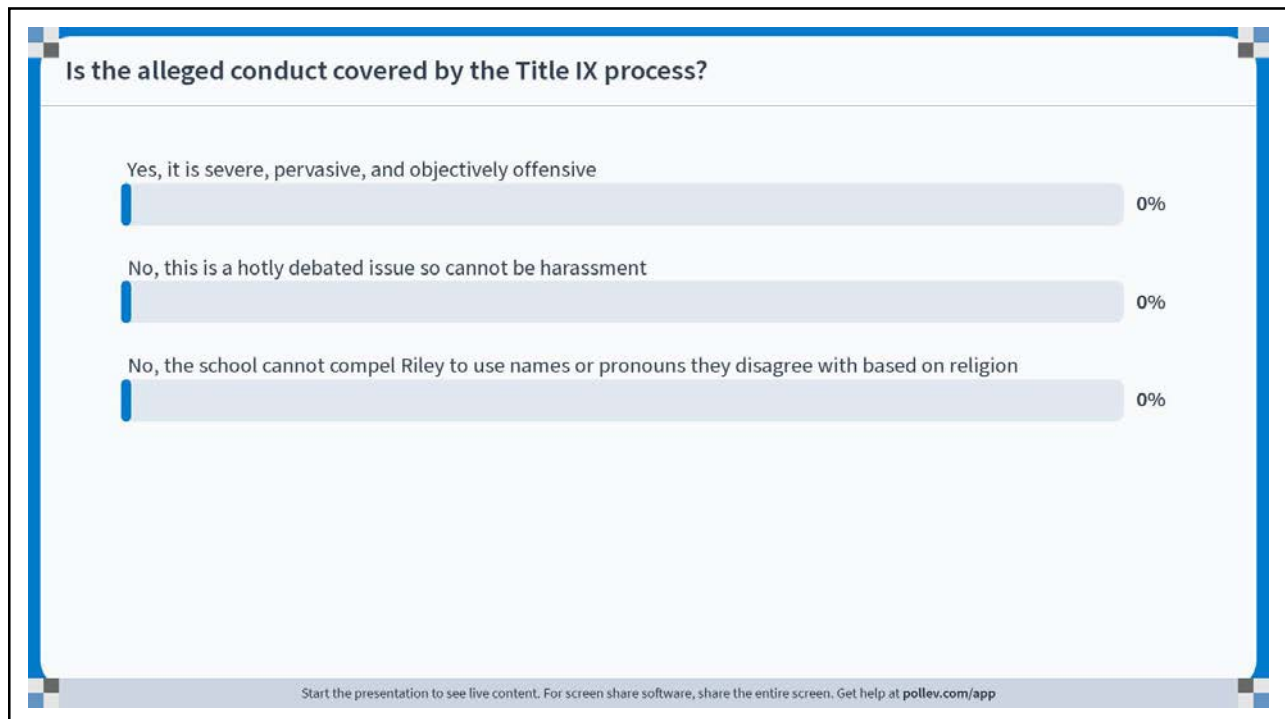 Is the alleged conduct covered by the Title IX process?
Yes, it is severe, pervasive, and objectively offensive
0%
No, this is a hotly debated issue so cannot be harassment
0%
No, the school cannot compel Riley to use names or pronouns they disagree with based on religion
0%
Start the presentation to see live content. For screen share software, share the entire screen. Get help at pollev.com/app